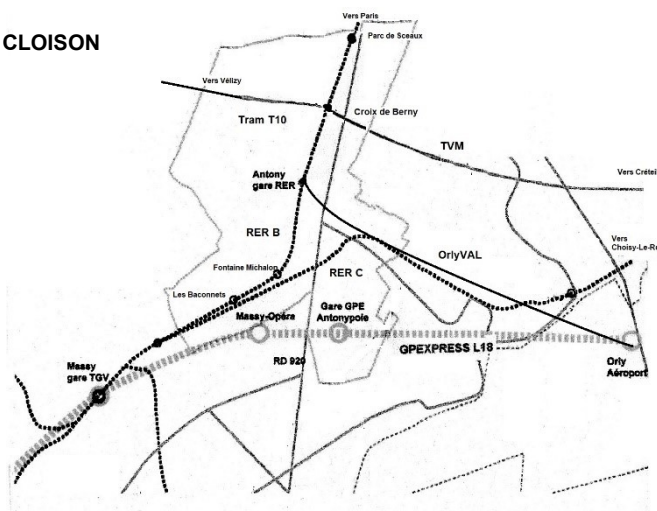 Vers Paris
CLOISON
Parc de Sceaux
Vers Vélizy
Croix de Berny
Tram T10
TVM
Antony
gare RER
Vers Créteil
RER B
OrlyVAL
Vers
Choisy-Le-Ro
Fontaine Michalon
RER C
Les Baconnets
Massy-Opéra
Gare GPE
Antonypole
Massy
gare TGV
RD 920
GPEXPRESS L18
Orly
Aéroport